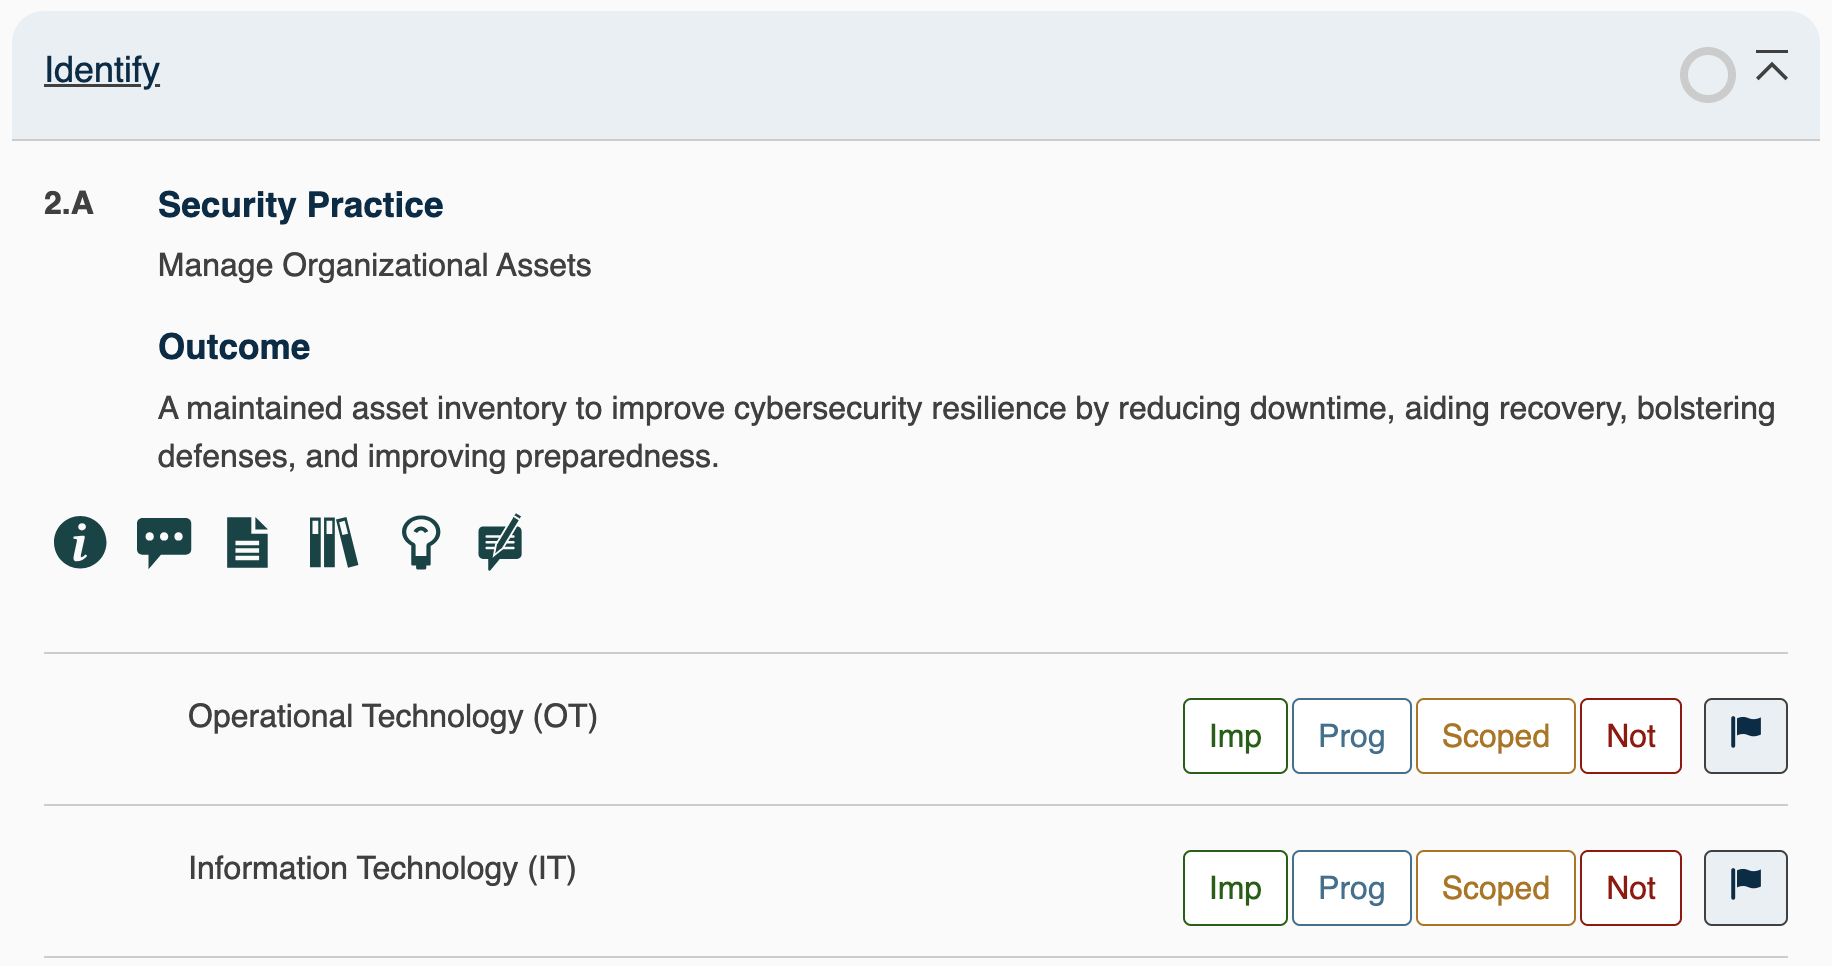 Identify
2.A Security Practice
Manage Organizational Assets
Outcome
A maintained asset inventory to improve cybersecurity resilience by reducing downtime, aiding recovery, bolstering
defenses, and improving preparedness.
Operational Technology (OT) Imp Prog Scoped Not
Information Technology (IT) Imp Prog Scoped Not